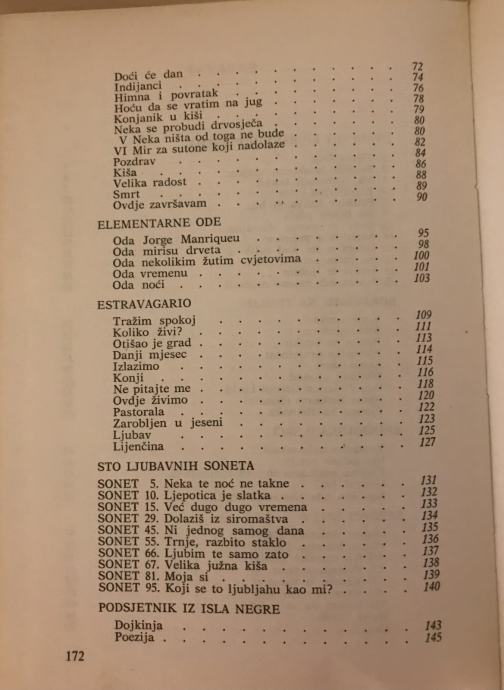 Doći će dan . . . . . . . . . . 72
Indijanci . . . . . . . . . . 74
Himna i povratak . . . . . . . . . 76
Hoću da se vratim na jug . . . . . . . 78
Konjanik u kiši . . . . . . . . . 79
Neka se probudi drvosječa . . . . . . . 80
V Neka ništa od toga ne bude . . . . . . 80
VI Mir za sutone koji nadolaze . . . . . . 82
Pozdrav . . . . . . . . . . 84
Kiša . . . . . . . . . . . 86
Velika radost . . . . . . . . . 88
Smrt . . . . . . . . . . . 89
Ovdje završavam . . . . . . . . . 90
ELEMENTARNE ODE
Oda Jorge Manriqueu . . . . . . . 95
Oda mirisu drveta . . . . . . . . 98
Oda nekolikim žutim cvjetovima . . . . . 100
Oda vremenu . . . . . . . . . 101
Oda noći . . . . . . . . . . 103
ESTRAVAGARIO
Tražim spokoj . . . . . . . . . 109
Koliko živi? . . . . . . . . . 111
Otišao je grad . . . . . . . . . 113
Danji mjesec . . . . . . . . . 114
Izlazimo . . . . . . . . . . 115
Konji . . . . . . . . . . . 116
Ne pitajte me . . . . . . . . . 118
Ovdje živimo . . . . . . . . . 120
Pastorala . . . . . . . . . . 122
Zarobljen u jeseni . . . . . . . . 123
Ljubav . . . . . . . . . . 125
Lijenčina . . . . . . . . . . 127
STO LJUBAVNIH SONETA
SONET 5. Neka te noć ne takne . . . . . 131
SONET 10. Ljepotica je slatka . . . . . . 132
SONET 15. Već dugo dugo vremena . . . . 133
SONET 29. Dolaziš iz siromaštva . . . . . 134
SONET 45. Ni jednog samog dana . . . . . 135
SONET 55. Trnje, razbito staklo . . . . . 136
SONET 66. Ljubim te samo zato . . . . . 137
SONET 67. Velika južna kiša . . . . . . 138
SONET 81. Moja si . . . . . . . . 139
SONET 95. Koji se to ljubljahu kao mi? . . . . 140
PODSJETNIK IZ ISLA NEGRE
Dojkinja . . . . . . . . . . 143
Poezija . . . . . . . . . . . 145
172